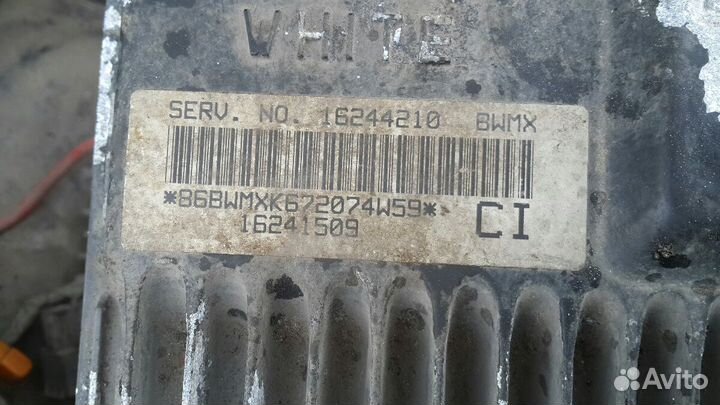 WHITE
SERV. NO. 16244210 BWMX
*86BWMXK672074W59*
16241509 CI
Avito